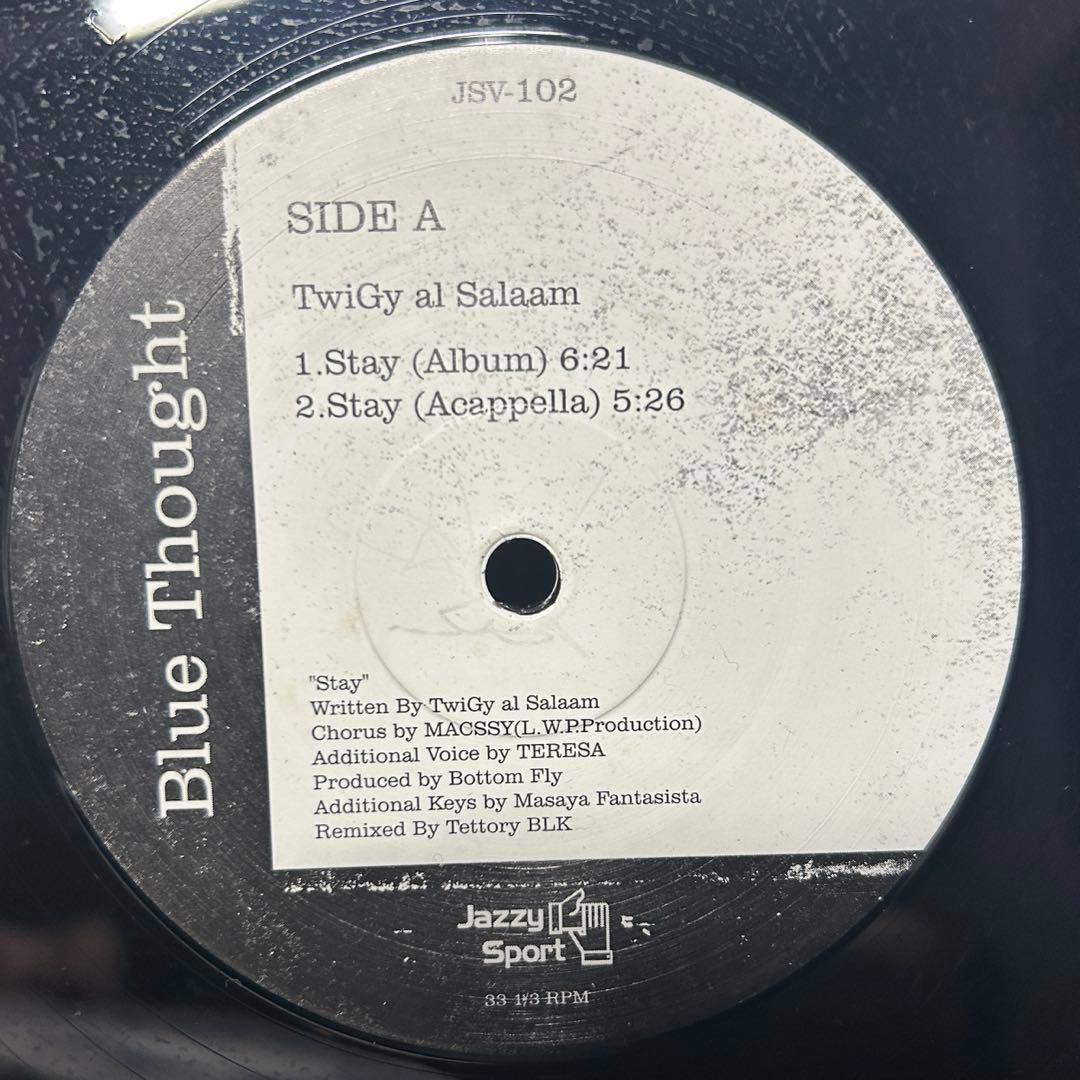 JSV-102
SIDE A
TwiGy al Salaam
1.Stay (Album) 6:21
2.Stay (Acappella) 5:26
Blue Thought
"Stay"
Written By TwiGy al Salaam
Chorus by MACSSY(L.W.P.Production)
Additional Voice by TERESA
Produced by Bottom Fly
Additional Keys by Masaya Fantasista
Remixed By Tettory BLK
Jazzy
Sport
33 1/3 RPM